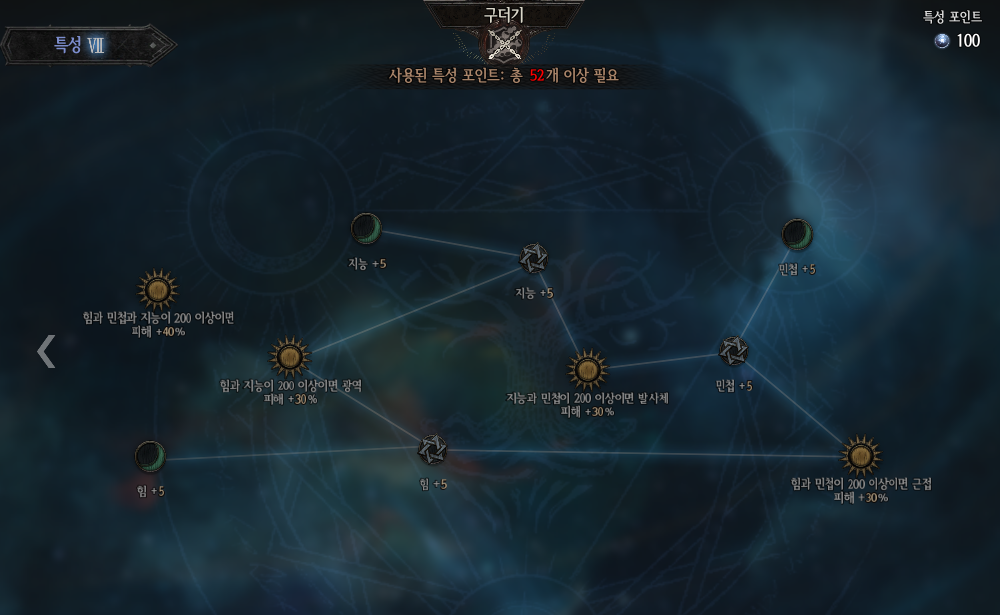 구더기
특성 포인트
특성 Ⅶ
100
사용된 특성 포인트: 총 52개 이상 필요
지능 +5
민첩 +5
지능 +5
힘과 민첩과 지능이 200 이상이면
피해 +40%
힘과 지능이 200 이상이면 광역
피해 +30%
민첩 +5
지능과 민첩이 200 이상이면 발사체
피해 +30%
힘 +5
힘 +5
힘과 민첩이 200 이상이면 근접
피해 +30%